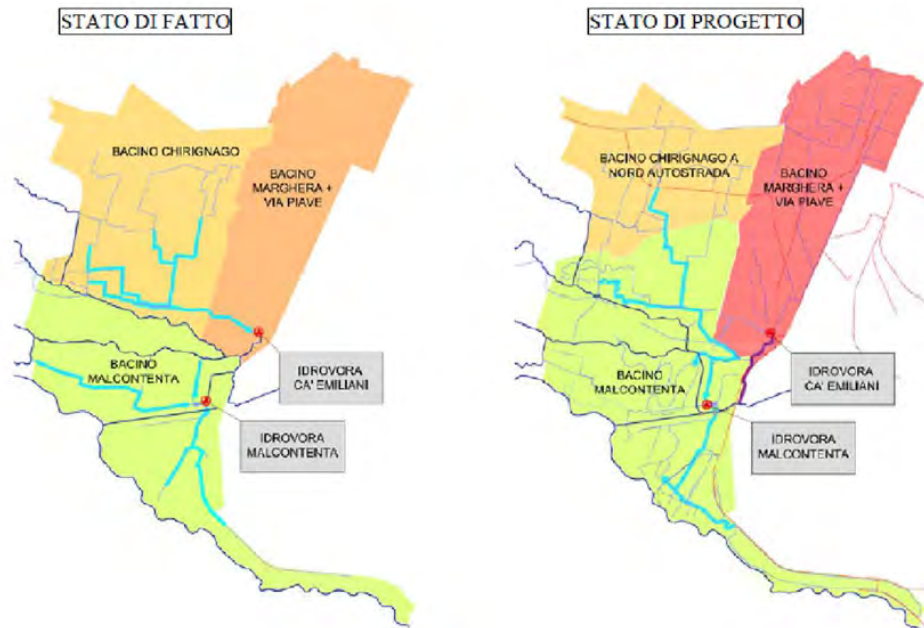 STATO DI FATTO
BACINO CHIRIGNAGO
BACINO
MARGHERA +
VIA PIAVE
BACINO
MALCONTENTA
IDROVORA
CA' EMILIANI
IDROVORA
MALCONTENTA
STATO DI PROGETTO
BACINO CHIRIGNAGO A
NORD AUTOSTRADA
BACINO
MARGHERA +
VIA PIAVE
BACINO
MALCONTENTA
IDROVORA
CA' EMILIANI
IDROVORA
MALCONTENTA